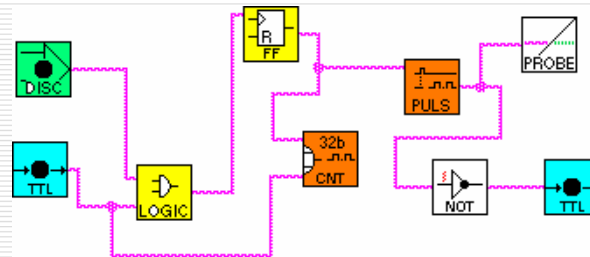 DISC
TTL
LOGIC
R
FF
32b
CNT
PULS
PROBE
NOT
TTL